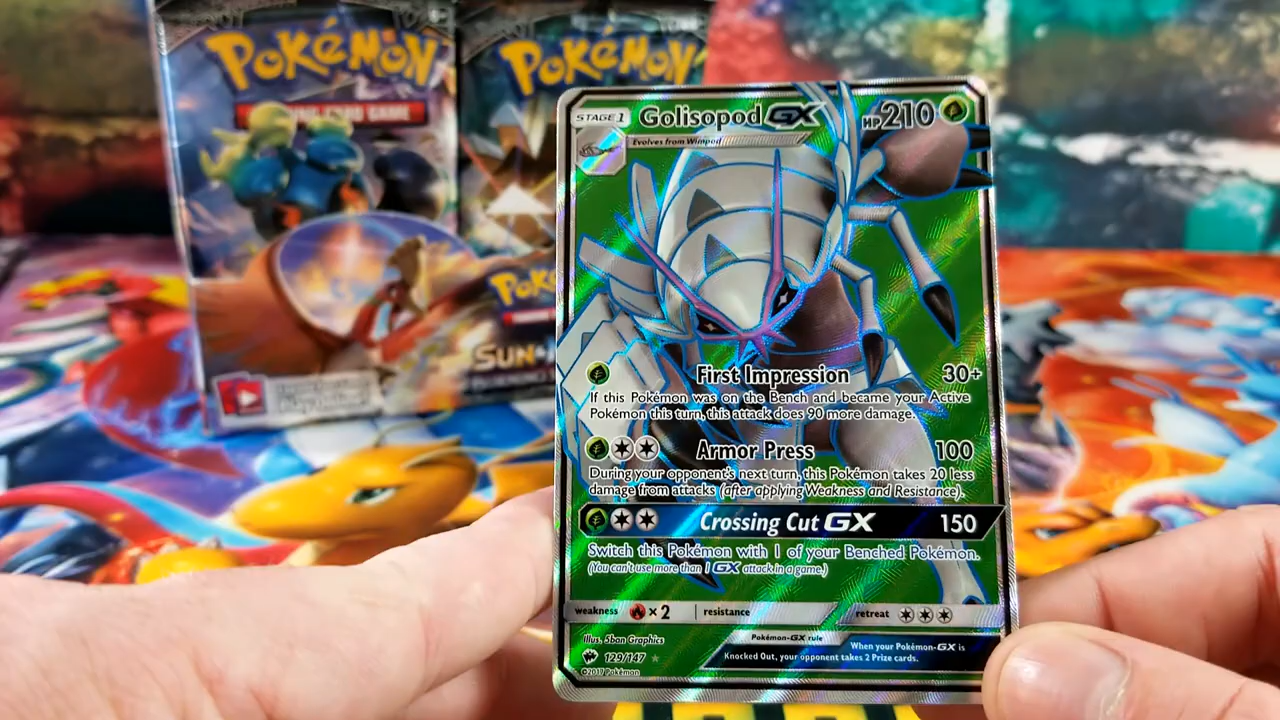 POKéMON
POKéMON
CARD GAME
POK
SUN
STAGE 1 Golisopod GX HP 210
Evolves from Wimpod
First Impression 30+
If this Pokémon was on the Bench and became your Active
Pokémon this turn, this attack does 90 more damage.
Armor Press 100
During your opponent's next turn, this Pokémon takes 20 less
damage from attacks (after applying Weakness and Resistance).
Crossing Cut GX 150
Switch this Pokémon with 1 of your Benched Pokémon.
(You can't use more than 1 GX attack in a game.)
weakness ×2 resistance retreat
Illus. 5ban Graphics
Pokémon-GX rule
When your Pokémon-GX is
Knocked Out, your opponent takes 2 Prize cards.
129/147
©2017 Pokémon